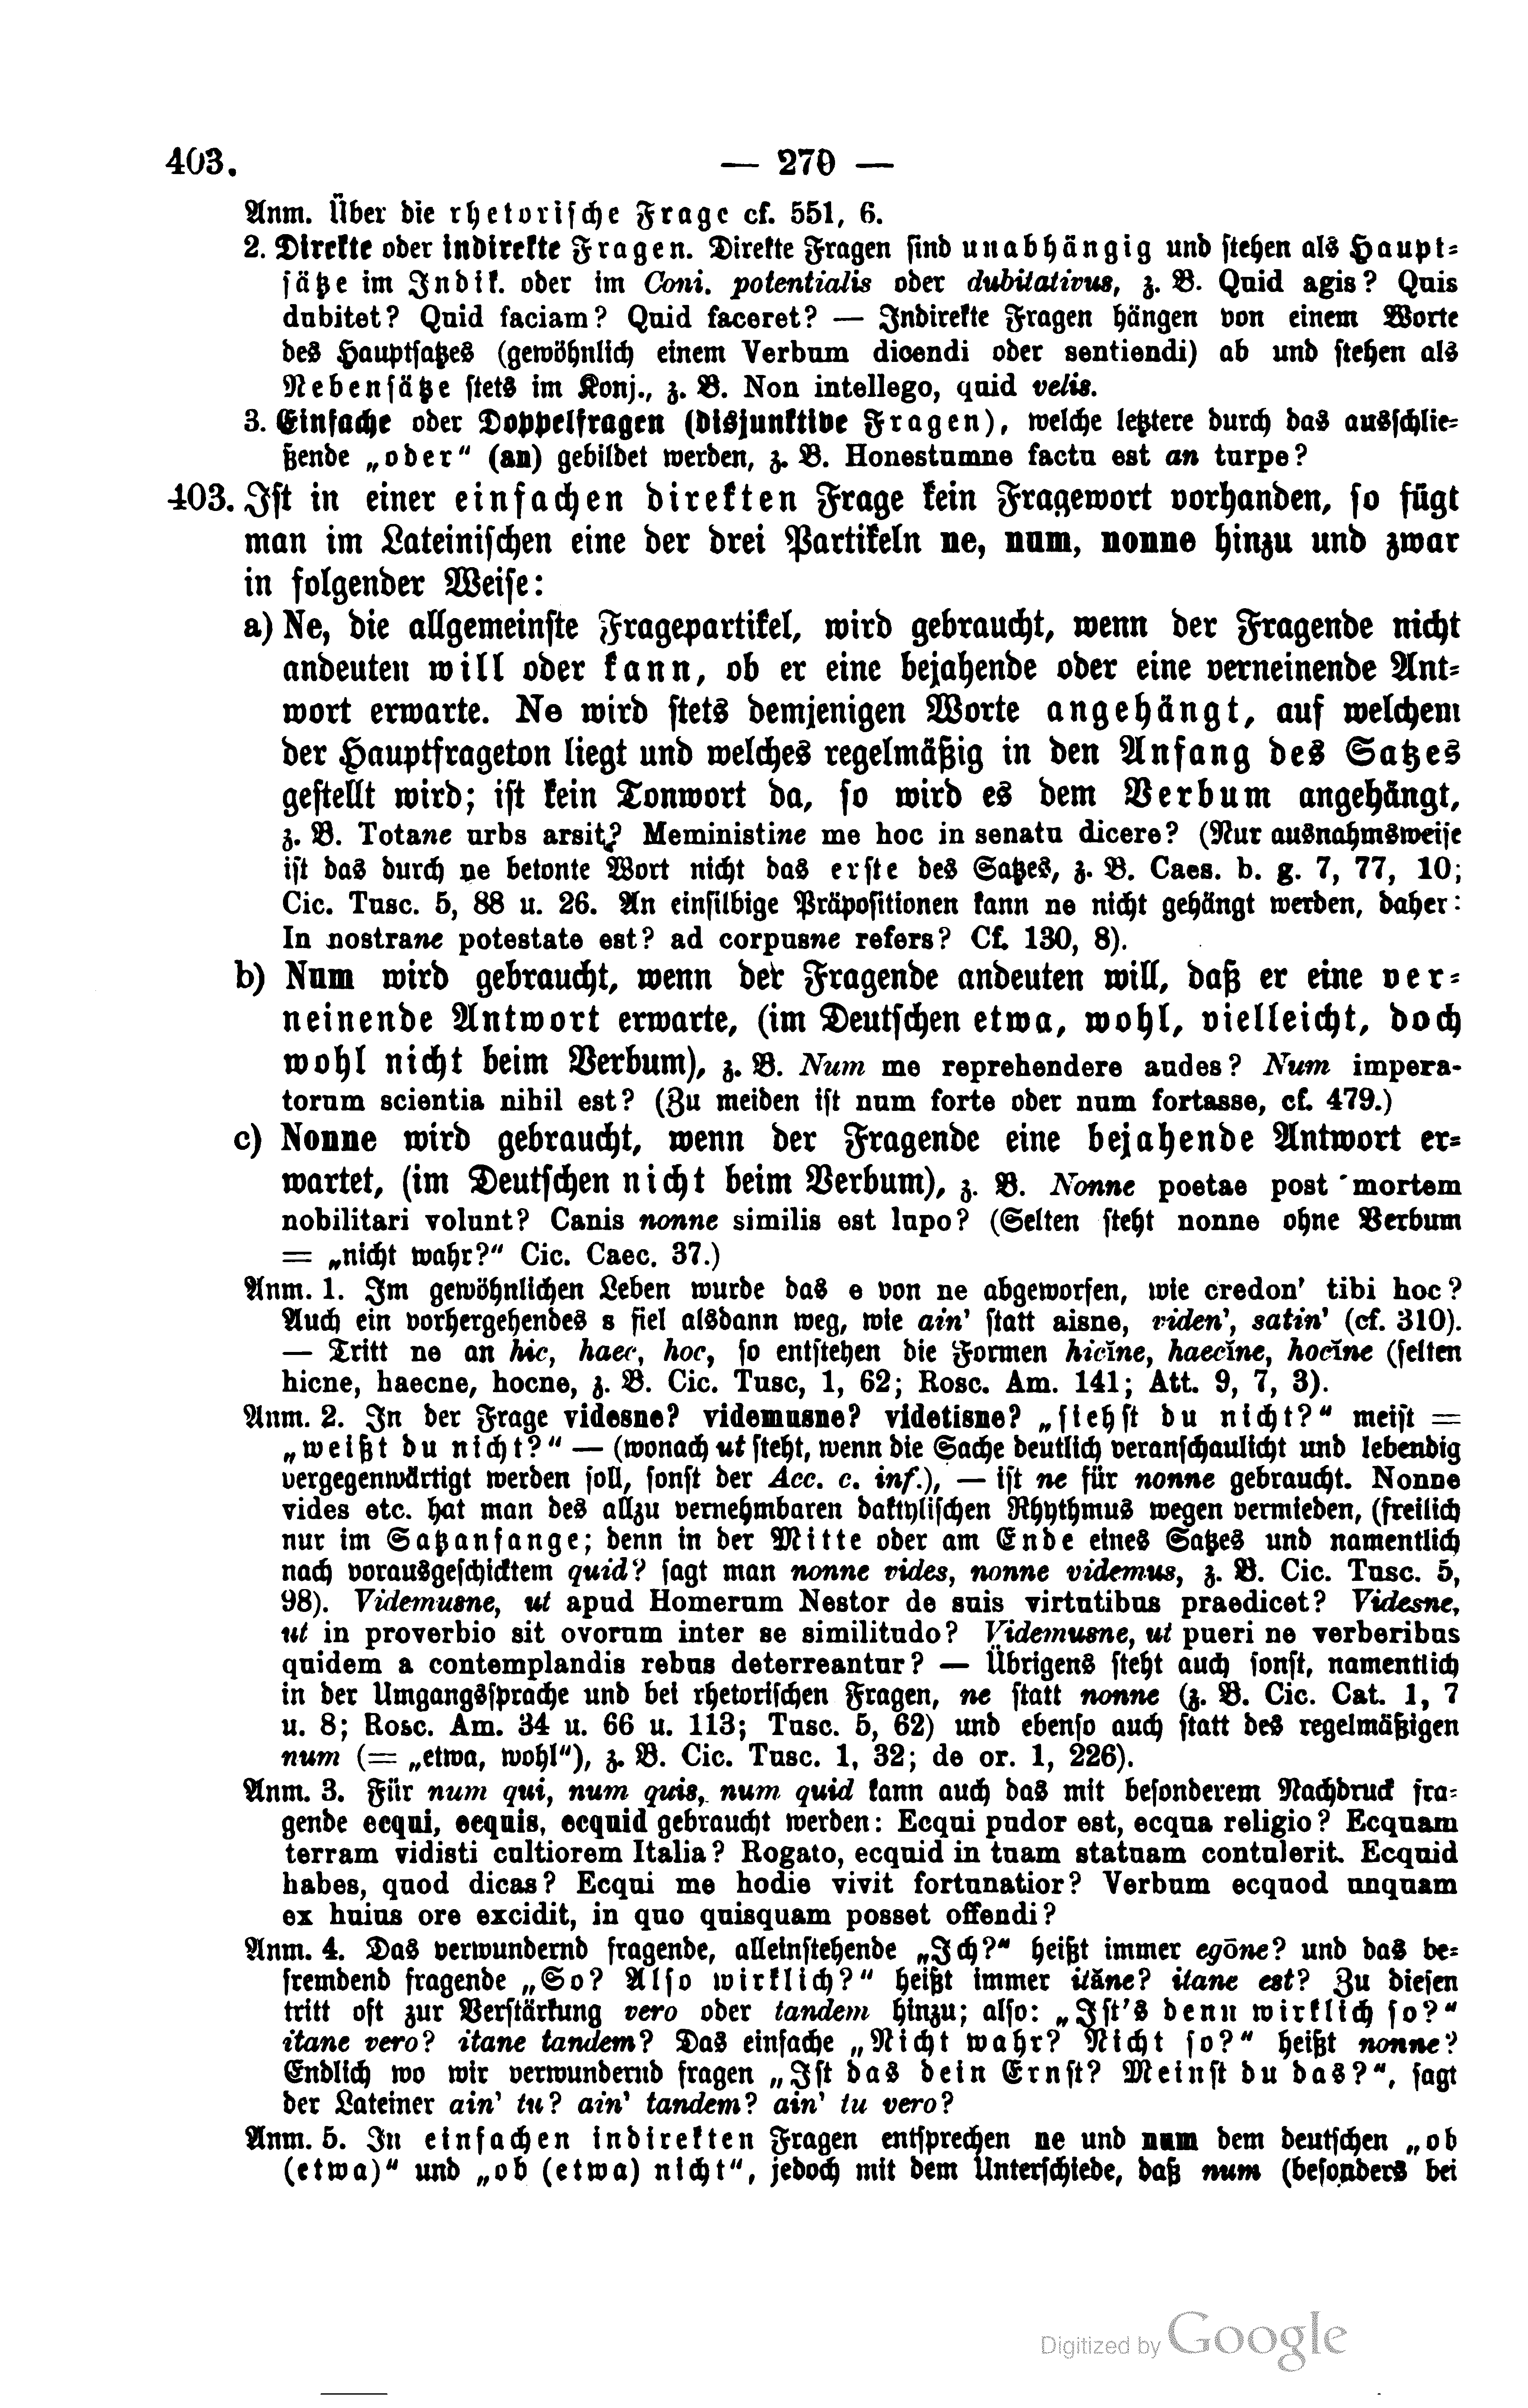 403. — 270 —
Anm. Über die rhetorische Frage cf. 551, 6.
2. Direkte oder indirekte Fragen. Direkte Fragen sind unabhängig und stehen als Haupt-
sätze im Indik. oder im Coni. potentialis oder dubitativus, z. B. Quid agis? Quis
dubitet? Quid faciam? Quid faceret? — Indirekte Fragen hängen von einem Worte
des Hauptsatzes (gewöhnlich einem Verbum dicendi oder sentiendi) ab und stehen als
Nebensätze stets im Konj., z. B. Non intellego, quid velis.
3. Einfache oder Doppelfragen (disjunktive Fragen), welche letztere durch das ausschlie-
ßende „oder" (an) gebildet werden, z. B. Honestumne factu est an turpe?
403. Ist in einer einfachen direkten Frage kein Fragewort vorhanden, so fügt
man im Lateinischen eine der drei Partikeln ne, num, nonne hinzu und zwar
in folgender Weise:
a) Ne, die allgemeinste Fragepartikel, wird gebraucht, wenn der Fragende nicht
andeuten will oder kann, ob er eine bejahende oder eine verneinende Ant-
wort erwarte. Ne wird stets demjenigen Worte angehängt, auf welchem
der Hauptfrageton liegt und welches regelmäßig in den Anfang des Satzes
gestellt wird; ist kein Tonwort da, so wird es dem Verbum angehängt,
z. B. Totane urbs arsit? Meministine me hoc in senatu dicere? (Nur ausnahmsweise
ist das durch ne betonte Wort nicht das erste des Satzes, z. B. Caes. b. g. 7, 77, 10;
Cic. Tusc. 5, 88 u. 26. An einsilbige Präpositionen kann ne nicht gehängt werden, daher:
In nostrane potestate est? ad corpusne refers? Cf. 130, 8).
b) Num wird gebraucht, wenn der Fragende andeuten will, daß er eine ver-
neinende Antwort erwarte, (im Deutschen etwa, wohl, vielleicht, doch
wohl nicht beim Verbum), z. B. Num me reprehendere audes? Num impera-
torum scientia nihil est? (Zu meiden ist num forte oder num fortasse, cf. 479.)
c) Nonne wird gebraucht, wenn der Fragende eine bejahende Antwort er-
wartet, (im Deutschen nicht beim Verbum), z. B. Nonne poetae post mortem
nobilitari volunt? Canis nonne similis est lupo? (Selten steht nonne ohne Verbum
= „nicht wahr?" Cic. Caec. 37.)
Anm. 1. Im gewöhnlichen Leben wurde das e von ne abgeworfen, wie credon' tibi hoc?
Auch ein vorhergehendes s fiel alsdann weg, wie ain' statt aisne, viden', satin' (cf. 310).
— Tritt ne an hic, haec, hoc, so entstehen die Formen hicĭne, haecĭne, hocĭne (selten
hicne, haecne, hocne, z. B. Cic. Tusc, 1, 62; Rosc. Am. 141; Att. 9, 7, 3).
Anm. 2. In der Frage videsne? videmusne? videtisne? „siehst du nicht?" meist =
„weißt du nicht?" — (wonach ut steht, wenn die Sache deutlich veranschaulicht und lebendig
vergegenwärtigt werden soll, sonst der Acc. c. inf.), — ist ne für nonne gebraucht. Nonne
vides etc. hat man des allzu vernehmbaren daktylischen Rhythmus wegen vermieden, (freilich
nur im Satzanfange; denn in der Mitte oder am Ende eines Satzes und namentlich
nach vorausgeschicktem quid? sagt man nonne vides, nonne videmus, z. B. Cic. Tusc. 5,
98). Videmusne, ut apud Homerum Nestor de suis virtutibus praedicet? Videsne,
ut in proverbio sit ovorum inter se similitudo? Videmusne, ut pueri ne verberibus
quidem a contemplandis rebus deterreantur? — Übrigens steht auch sonst, namentlich
in der Umgangssprache und bei rhetorischen Fragen, ne statt nonne (z. B. Cic. Cat. 1, 7
u. 8; Rosc. Am. 34 u. 66 u. 113; Tusc. 5, 62) und ebenso auch statt des regelmäßigen
num (= „etwa, wohl"), z. B. Cic. Tusc. 1, 32; de or. 1, 226).
Anm. 3. Für num qui, num quis, num quid kann auch das mit besonderem Nachdruck fra-
gende ecqui, ecquis, ecquid gebraucht werden: Ecqui pudor est, ecqua religio? Ecquam
terram vidisti cultiorem Italia? Rogato, ecquid in tuam statuam contulerit. Ecquid
habes, quod dicas? Ecqui me hodie vivit fortunatior? Verbum ecquod unquam
ex huius ore excidit, in quo quisquam posset offendi?
Anm. 4. Das verwundernd fragende, alleinstehende „Ich?" heißt immer egōne? und das be-
fremdend fragende „So? Also wirklich?" heißt immer itāne? itane est? Zu diesen
tritt oft zur Verstärkung vero oder tandem hinzu; also: „Ist's denn wirklich so?"
itane vero? itane tandem? Das einfache „Nicht wahr? Nicht so?" heißt nonne?
Endlich wo wir verwundernd fragen „Ist das dein Ernst? Meinst du das?", sagt
der Lateiner ain' tu? ain' tandem? ain' tu vero?
Anm. 5. In einfachen indirekten Fragen entsprechen ne und num dem deutschen „ob
(etwa)" und „ob (etwa) nicht", jedoch mit dem Unterschiede, daß num (besonders bei
Digitized by Google